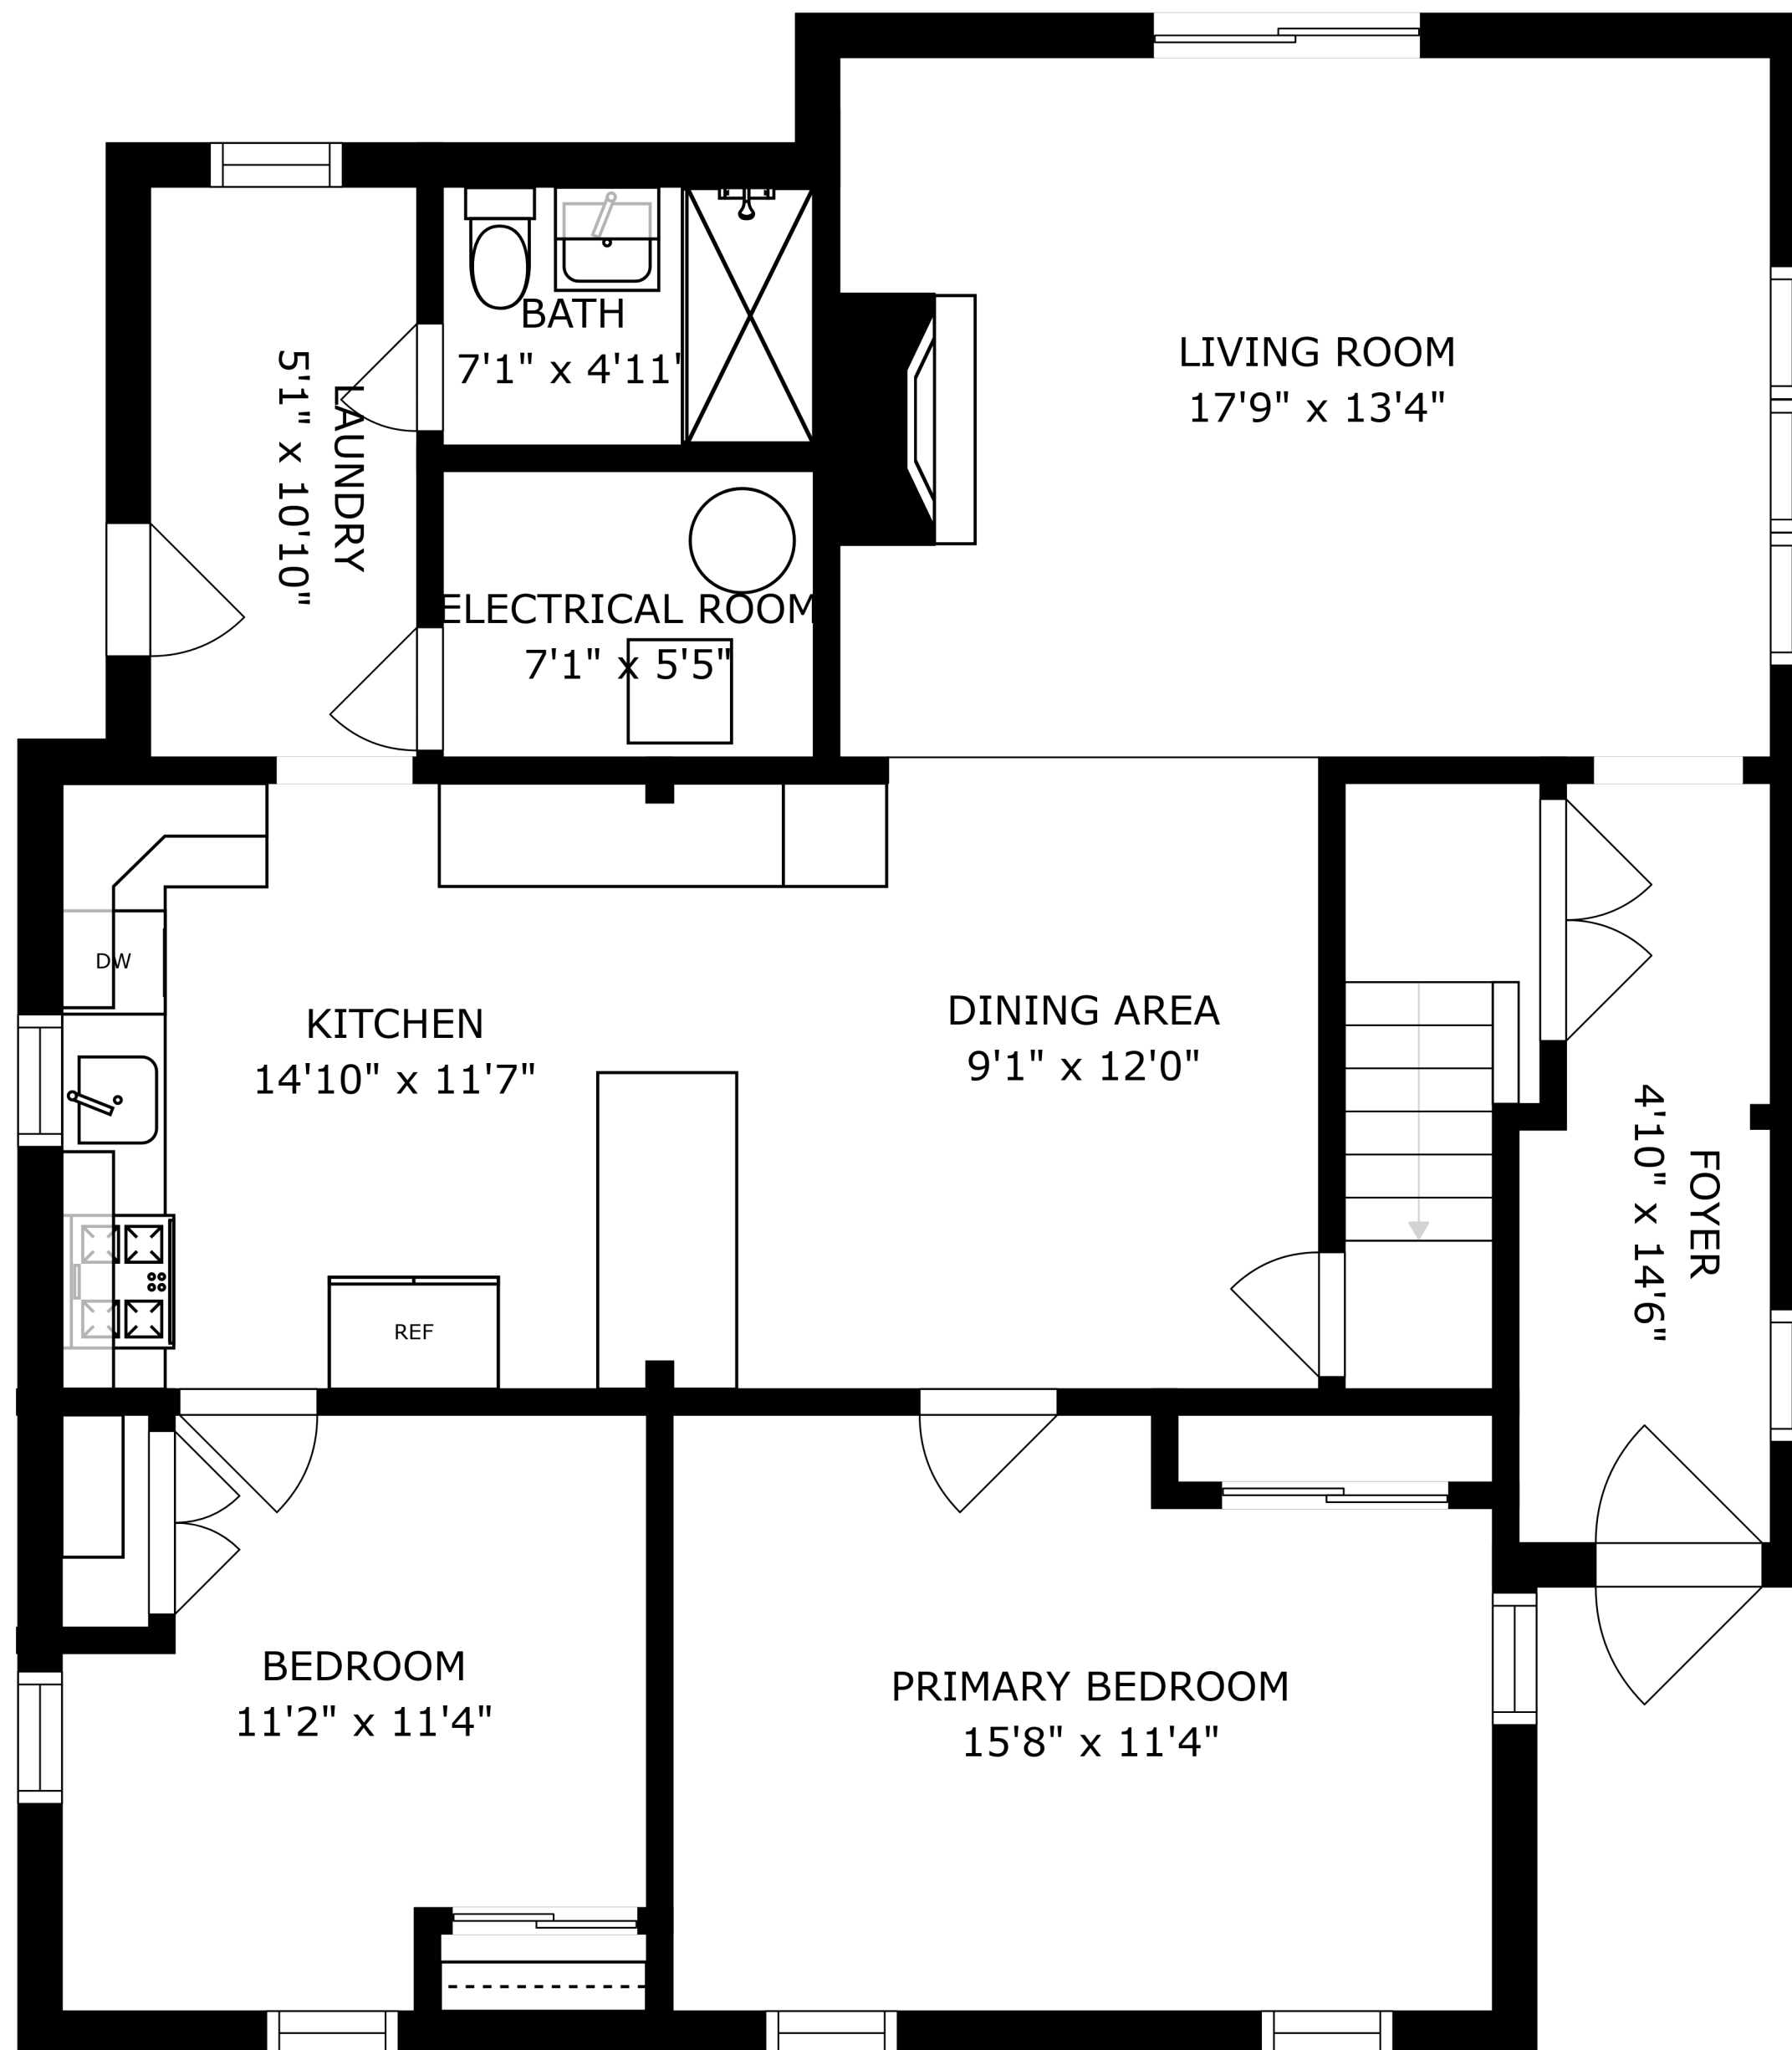 BATH
7'1" x 4'11'
LIVING ROOM
17'9" x 13'4"
LAUNDRY
5'1" x 10'10"
ELECTRICAL ROOM
7'1" x 5'5"
DW
KITCHEN
14'10" x 11'7"
DINING AREA
9'1" x 12'0"
FOYER
4'10" x 14'6"
REF
BEDROOM
11'2" x 11'4"
PRIMARY BEDROOM
15'8" x 11'4"